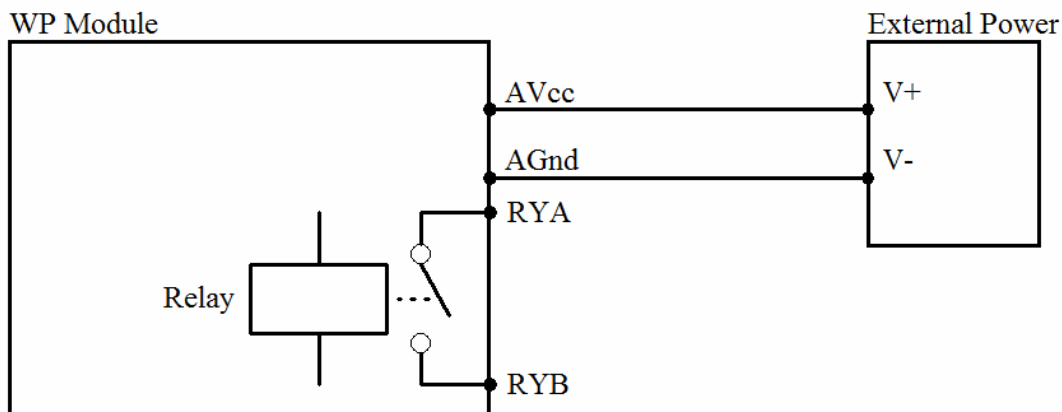 WP Module
External Power
AVcc
V+
AGnd
V-
RYA
Relay
RYB